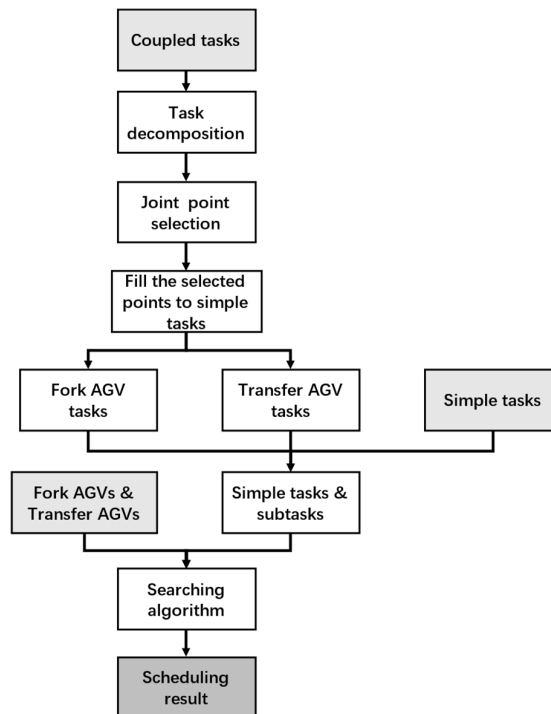 Coupled tasks
Task
decomposition
Joint point
selection
Fill the selected
points to simple
tasks
Fork AGV
tasks
Transfer AGV
tasks
Simple tasks
Fork AGVs &
Transfer AGVs
Simple tasks &
subtasks
Searching
algorithm
Scheduling
result